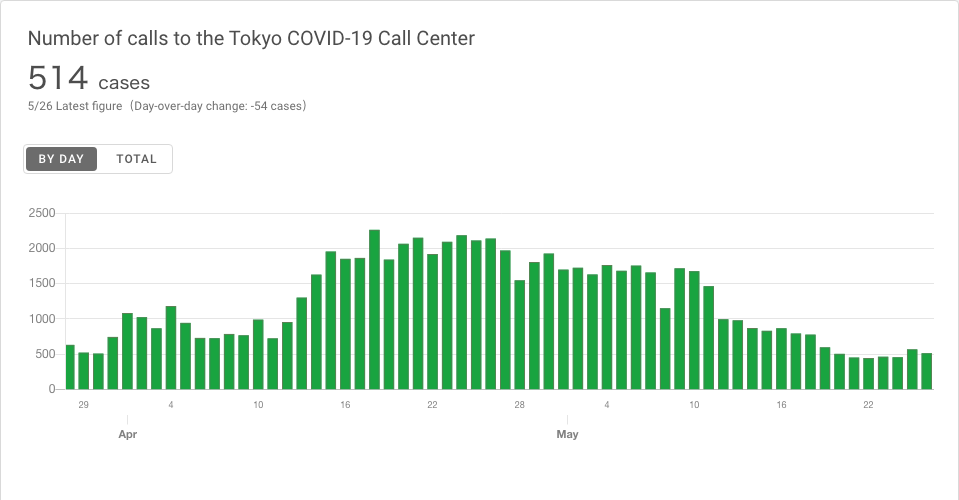 Number of calls to the Tokyo COVID-19 Call Center
514 cases
5/26 Latest figure（Day-over-day change: -54 cases）
BY DAY TOTAL
2500
2000
1500
1000
500
0
29 4 10 16 22 28 4 10 16 22
Apr May